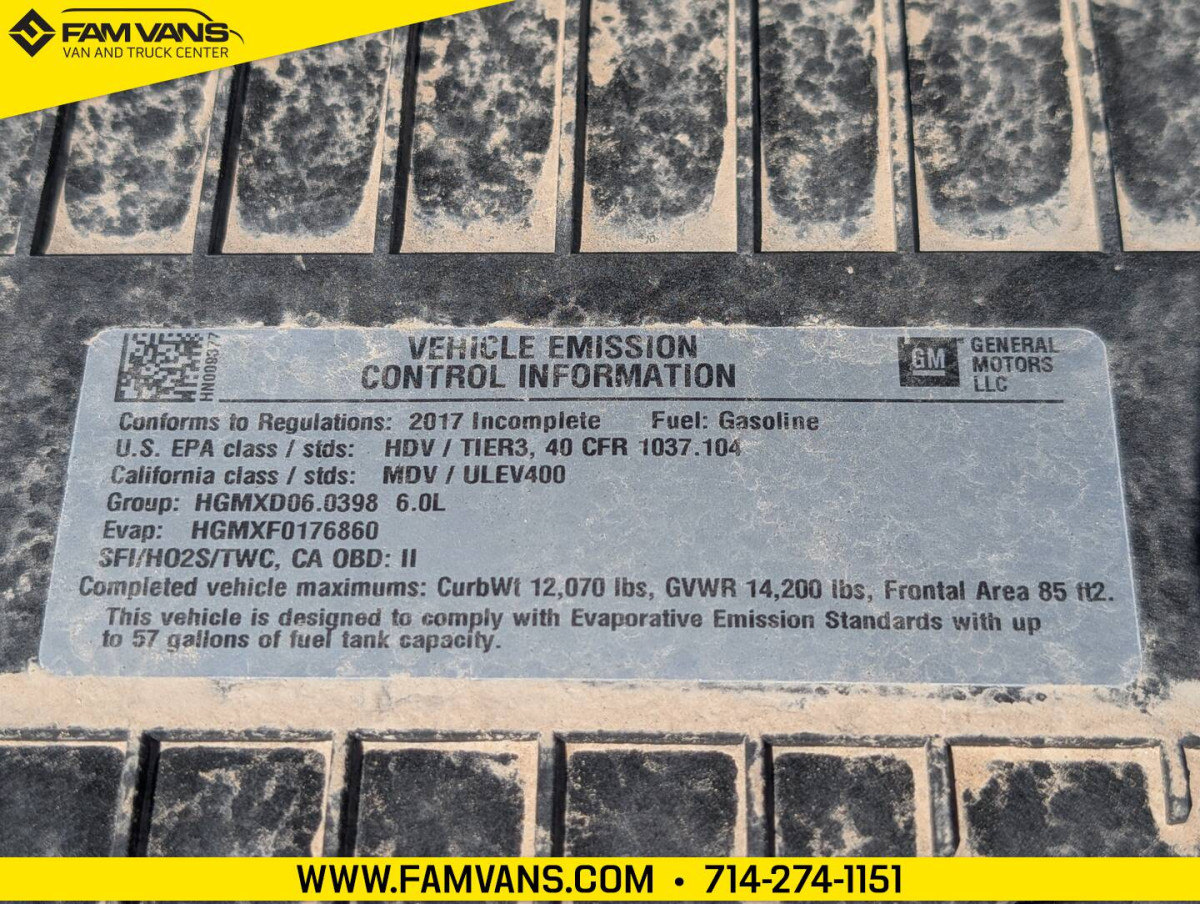 FAM VANS
VAN AND TRUCK CENTER
HN008377
VEHICLE EMISSION
CONTROL INFORMATION
GM
GENERAL
MOTORS
LLC
Conforms to Regulations: 2017 Incomplete Fuel: Gasoline
U.S. EPA class / stds: HDV / TIER3, 40 CFR 1037.104
California class / stds: MDV / ULEV400
Group: HGMXD06.0398 6.0L
Evap: HGMXF0176860
SFI/HO2S/TWC, CA OBD: II
Completed vehicle maximums: CurbWt 12,070 lbs, GVWR 14,200 lbs, Frontal Area 85 ft2.
This vehicle is designed to comply with Evaporative Emission Standards with up
to 57 gallons of fuel tank capacity.
WWW.FAMVANS.COM • 714-274-1151